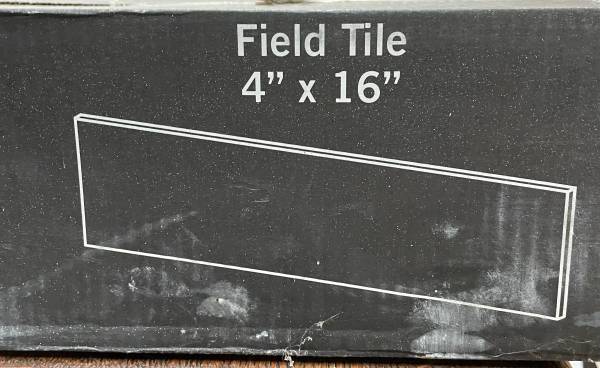 Field Tile
4” x 16”